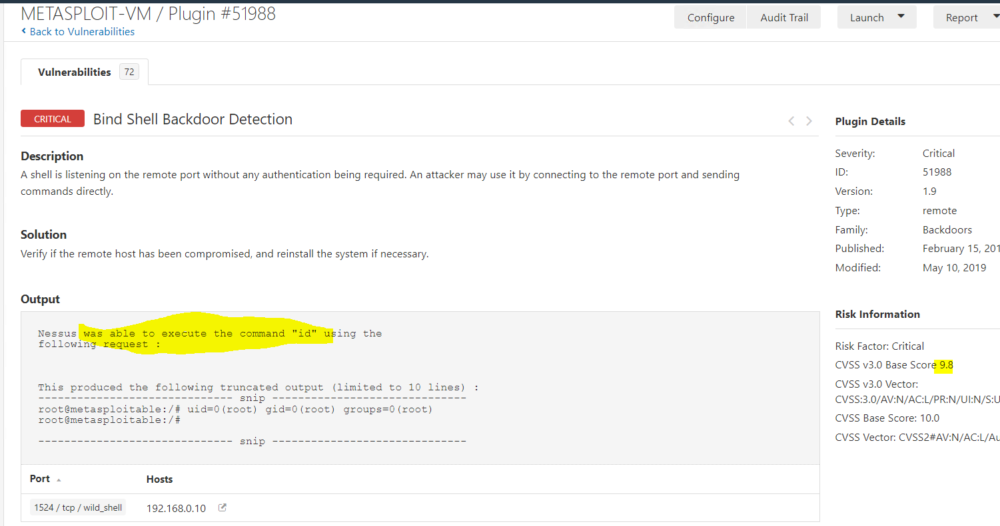 METASPLOIT-VM / Plugin #51988
Configure
Audit Trail
Launch
Report
Back to Vulnerabilities
Vulnerabilities 72
CRITICAL Bind Shell Backdoor Detection
Description
A shell is listening on the remote port without any authentication being required. An attacker may use it by connecting to the remote port and sending
commands directly.
Solution
Verify if the remote host has been compromised, and reinstall the system if necessary.
Output
Nessus was able to execute the command "id" using the
following request :
This produced the following truncated output (limited to 10 lines) :
------------------------------ snip ------------------------------
root@metasploitable:/# uid=0(root) gid=0(root) groups=0(root)
root@metasploitable:/#
------------------------------ snip ------------------------------
Port Hosts
1524 / tcp / wild_shell 192.168.0.10
Plugin Details
Severity: Critical
ID: 51988
Version: 1.9
Type: remote
Family: Backdoors
Published: February 15, 201
Modified: May 10, 2019
Risk Information
Risk Factor: Critical
CVSS v3.0 Base Score 9.8
CVSS v3.0 Vector:
CVSS:3.0/AV:N/AC:L/PR:N/UI:N/S:U
CVSS Base Score: 10.0
CVSS Vector: CVSS2#AV:N/AC:L/Au